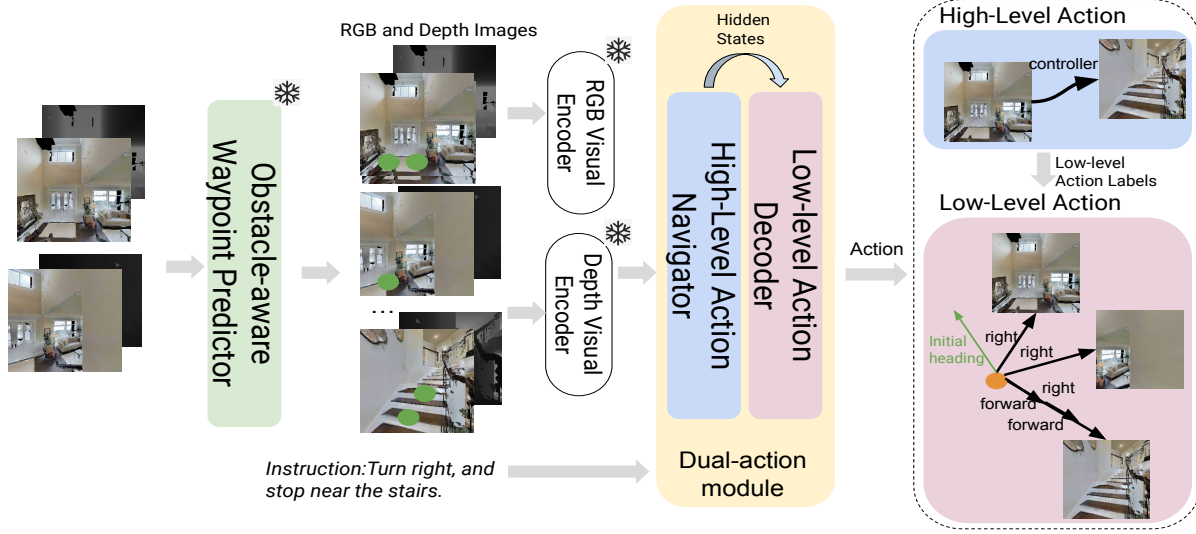 RGB and Depth Images
Obstacle-aware
Waypoint Predictor
...
RGB Visual
Encoder
Depth Visual
Encoder
Instruction:Turn right, and
stop near the stairs.
Hidden
States
High-Level Action
Navigator
Low-level Action
Decoder
Dual-action
module
Action
High-Level Action
controller
Low-level
Action Labels
Low-Level Action
Initial
heading
right
right
right
forward
forward